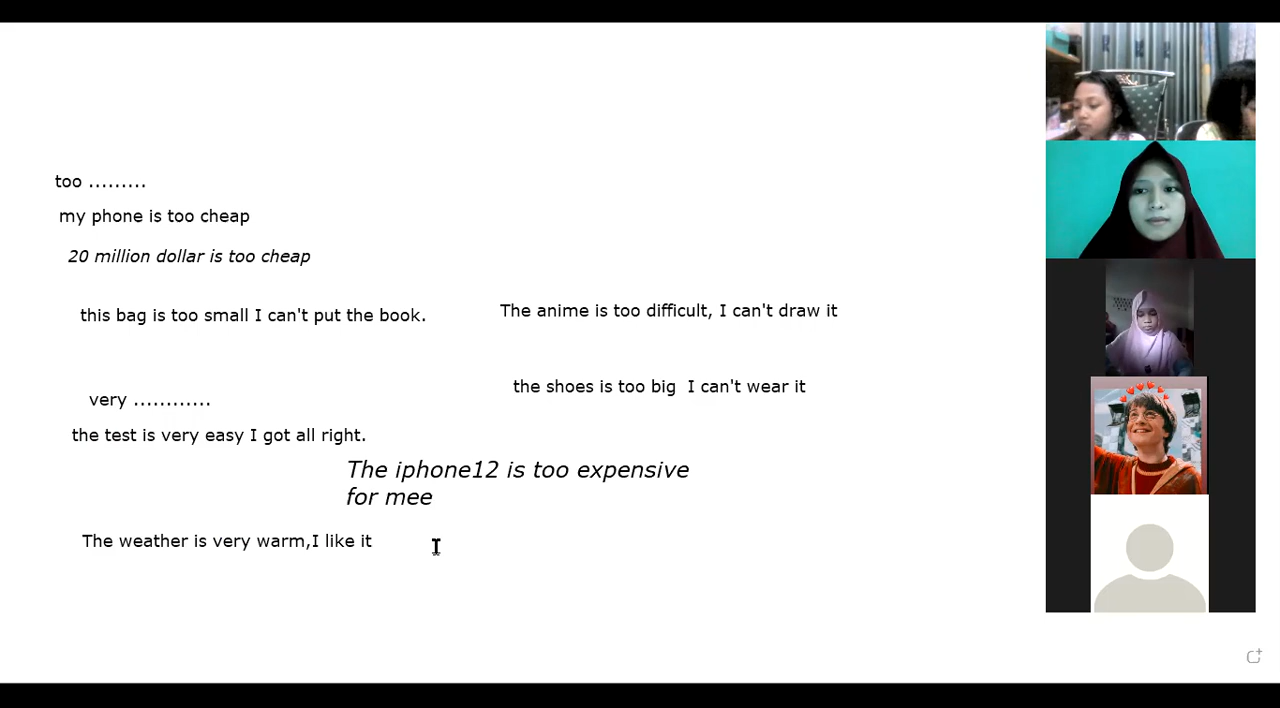 too .........
my phone is too cheap
20 million dollar is too cheap
this bag is too small I can't put the book.
The anime is too difficult, I can't draw it
the shoes is too big  I can't wear it
very ............
the test is very easy I got all right.
The iphone12 is too expensive
for mee
The weather is very warm,I like it